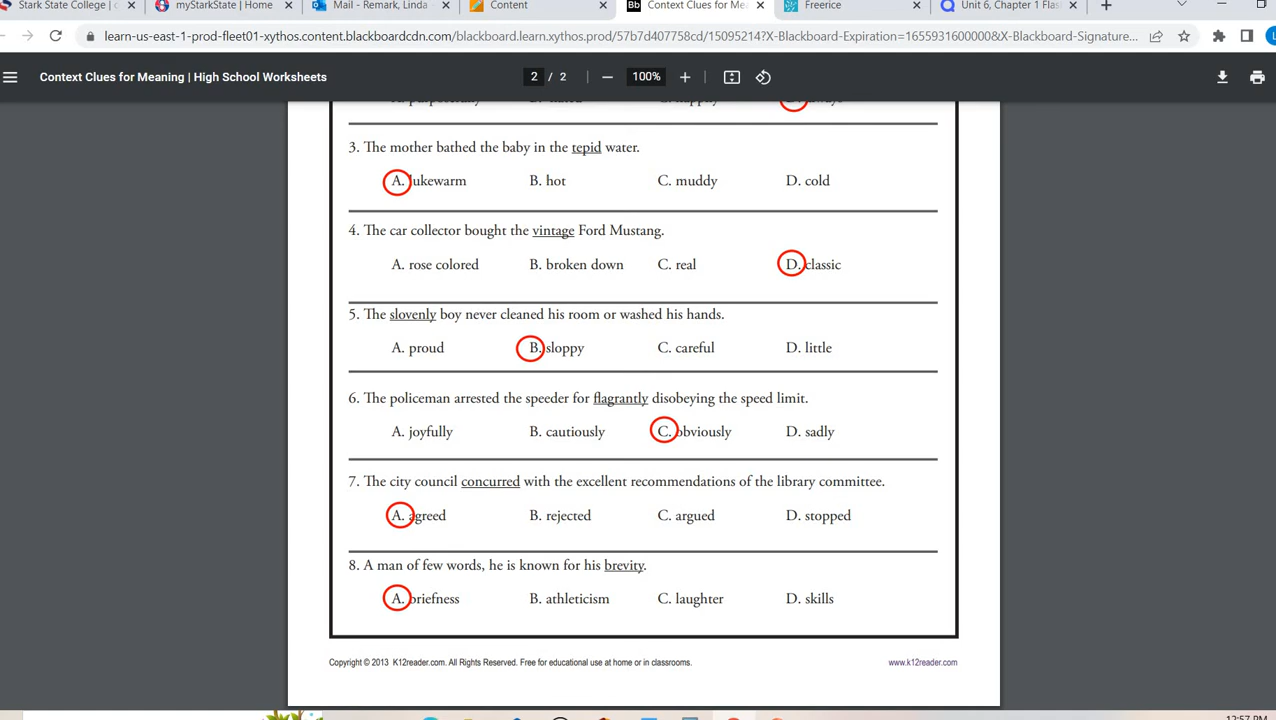 Stark State College | c
myStarkState | Home
Mail - Remark, Linda
Content
Bb Context Clues for Me
Freerice
Unit 6, Chapter 1 Flas
learn-us-east-1-prod-fleet01-xythos.content.blackboardcdn.com/blackboard.learn.xythos.prod/57b7d407758cd/15095214?X-Blackboard-Expiration=1655931600000&X-Blackboard-Signature...
Context Clues for Meaning | High School Worksheets
2 / 2
100%
3. The mother bathed the baby in the tepid water.
A. lukewarm B. hot C. muddy D. cold
4. The car collector bought the vintage Ford Mustang.
A. rose colored B. broken down C. real D. classic
5. The slovenly boy never cleaned his room or washed his hands.
A. proud B. sloppy C. careful D. little
6. The policeman arrested the speeder for flagrantly disobeying the speed limit.
A. joyfully B. cautiously C. obviously D. sadly
7. The city council concurred with the excellent recommendations of the library committee.
A. agreed B. rejected C. argued D. stopped
8. A man of few words, he is known for his brevity.
A. briefness B. athleticism C. laughter D. skills
Copyright © 2013 K12reader.com. All Rights Reserved. Free for educational use at home or in classrooms.
www.k12reader.com
12:57 PM